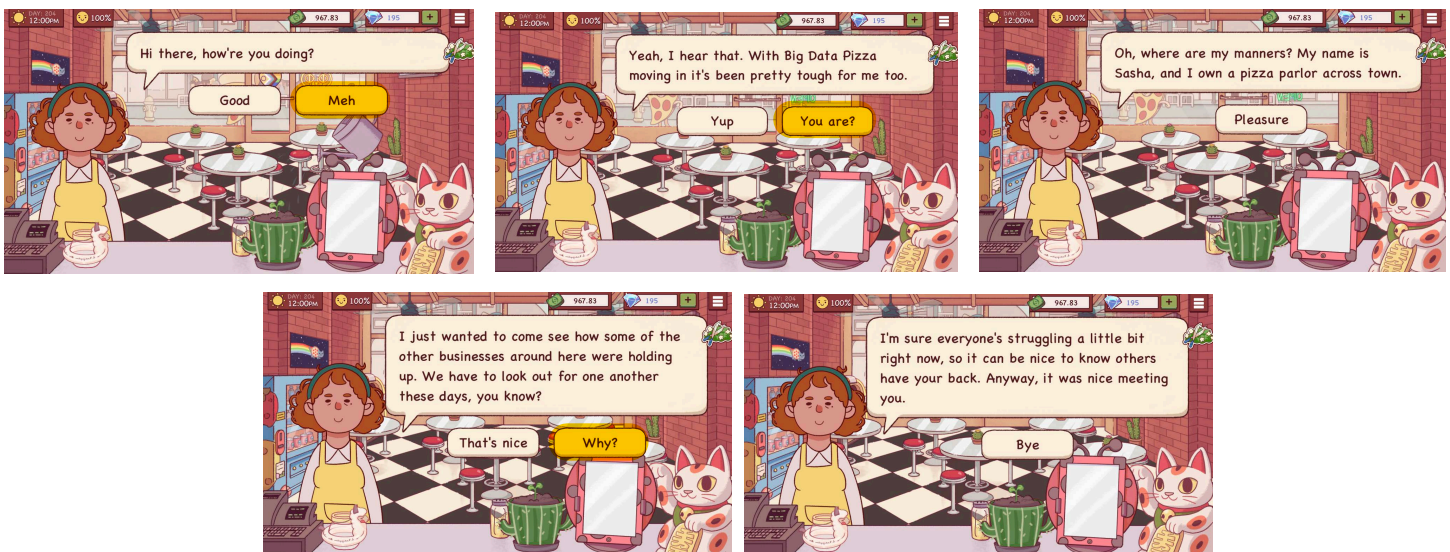 DAY: 204
12:00PM
100%
967.83
195
+
Hi there, how're you doing?
Good
Meh
DAY: 204
12:00PM
100%
967.83
195
+
Yeah, I hear that. With Big Data Pizza
moving in it's been pretty tough for me too.
Yup
You are?
DAY: 204
12:00PM
100%
967.83
195
+
Oh, where are my manners? My name is
Sasha, and I own a pizza parlor across town.
Pleasure
DAY: 204
12:00PM
100%
967.83
195
+
I just wanted to come see how some of the
other businesses around here were holding
up. We have to look out for one another
these days, you know?
That's nice
Why?
DAY: 204
12:00PM
100%
967.83
195
+
I'm sure everyone's struggling a little bit
right now, so it can be nice to know others
have your back. Anyway, it was nice meeting
you.
Bye